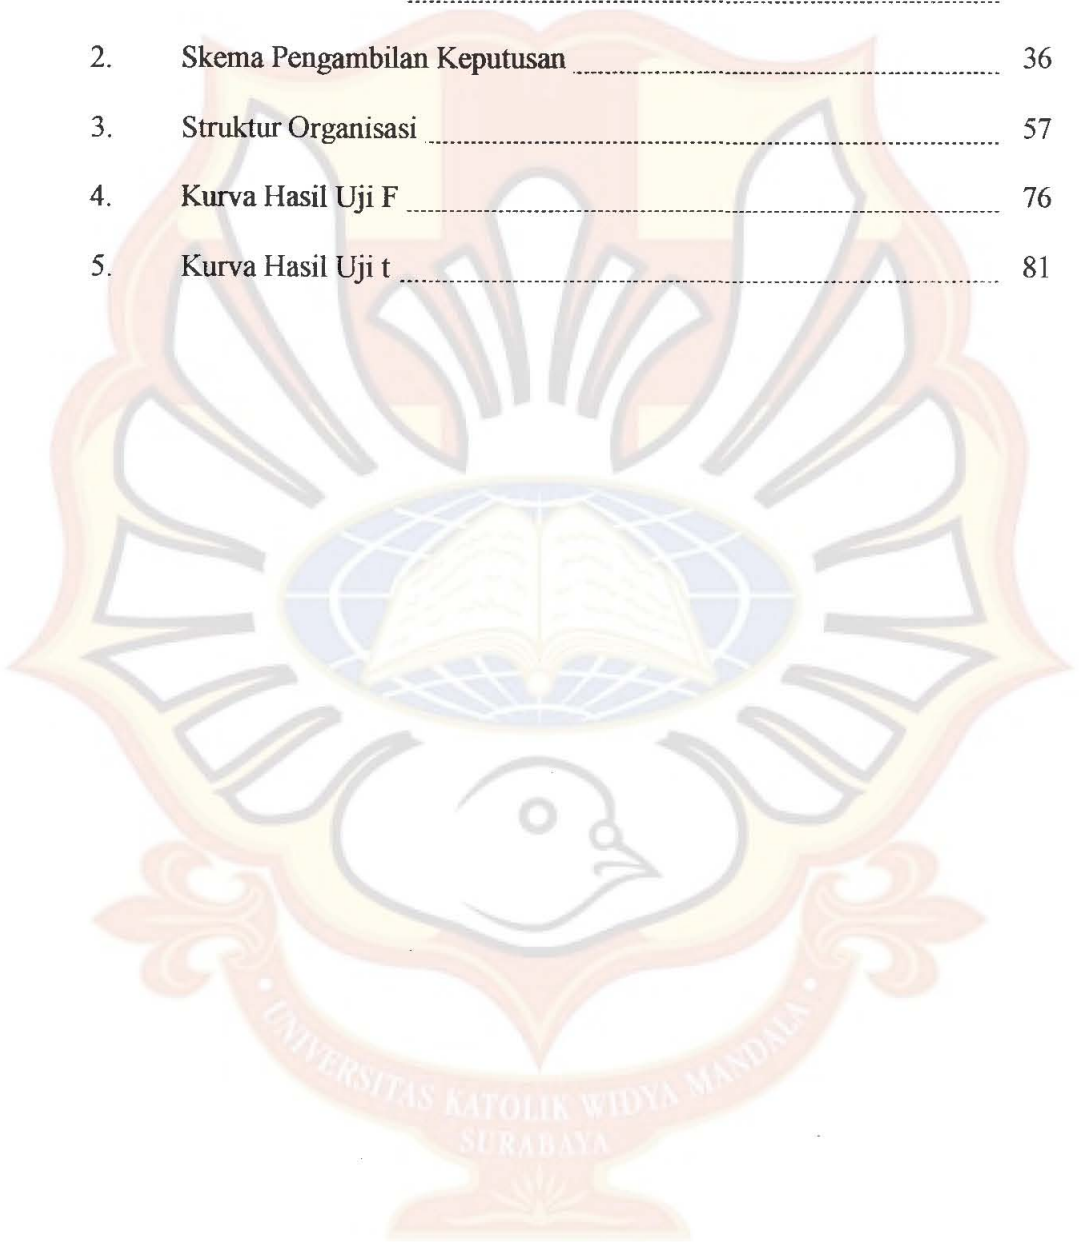 2. Skema Pengambilan Keputusan 36
3. Struktur Organisasi 57
4. Kurva Hasil Uji F 76
5. Kurva Hasil Uji t 81
UNIVERSITAS KATOLIK WIDYA MANDALA
SURABAYA